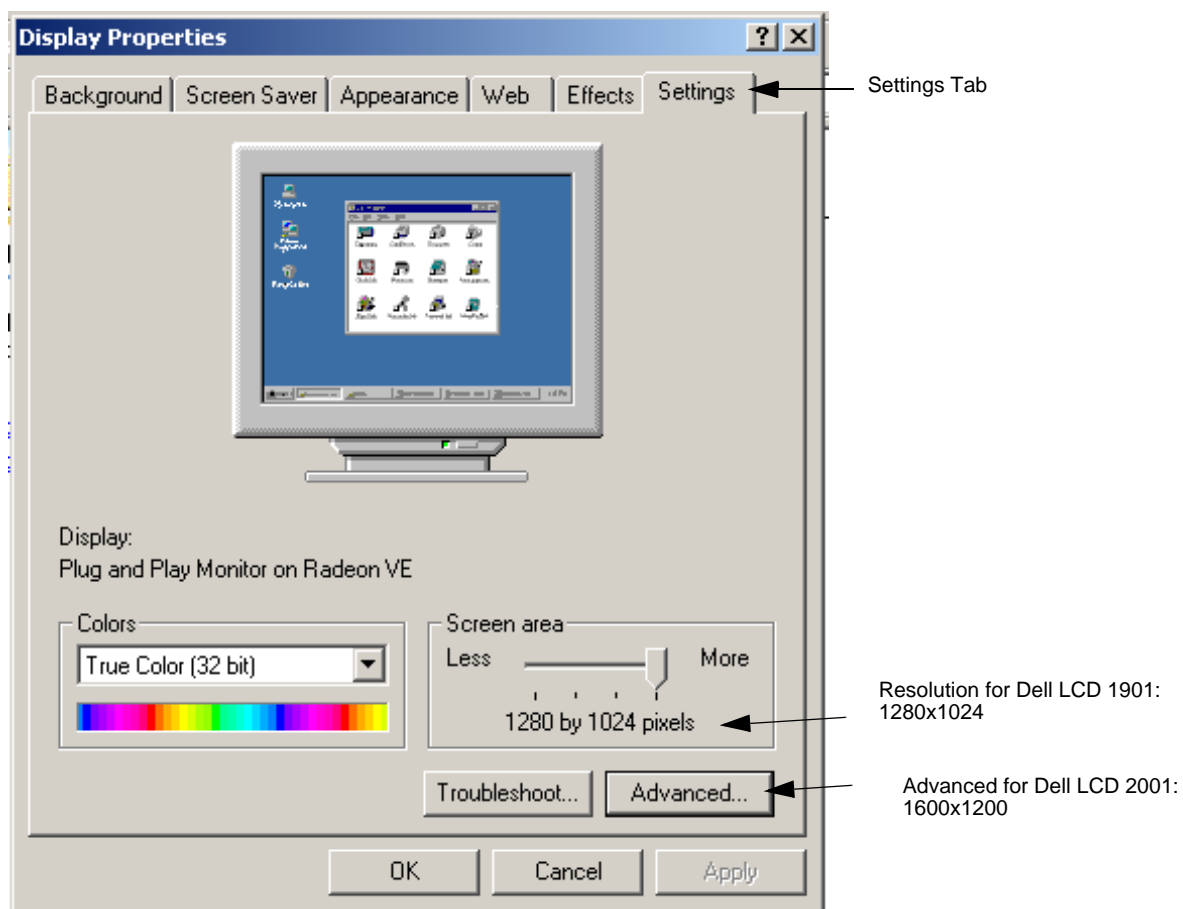 Display Properties
Background Screen Saver Appearance Web Effects Settings
Settings Tab
Display:
Plug and Play Monitor on Radeon VE
Colors
True Color (32 bit)
Screen area
Less More
1280 by 1024 pixels
Resolution for Dell LCD 1901:
1280x1024
Troubleshoot... Advanced...
Advanced for Dell LCD 2001:
1600x1200
OK Cancel Apply